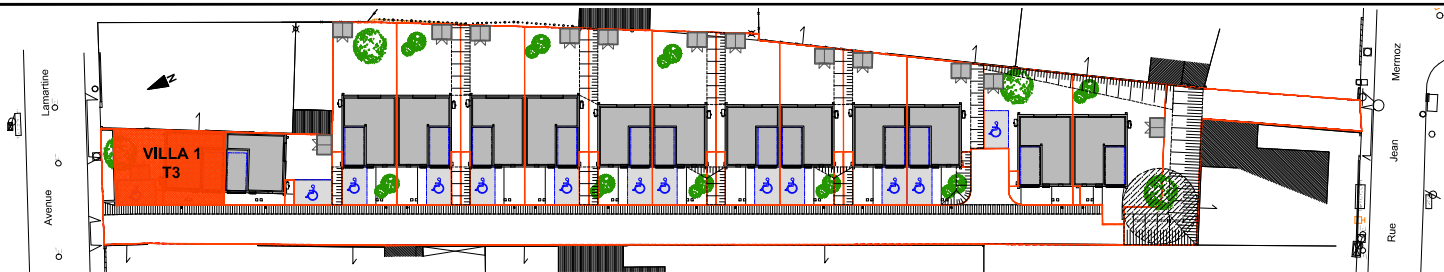 Avenue Lamartine
N
VILLA 1
T3
Rue Jean Mermoz